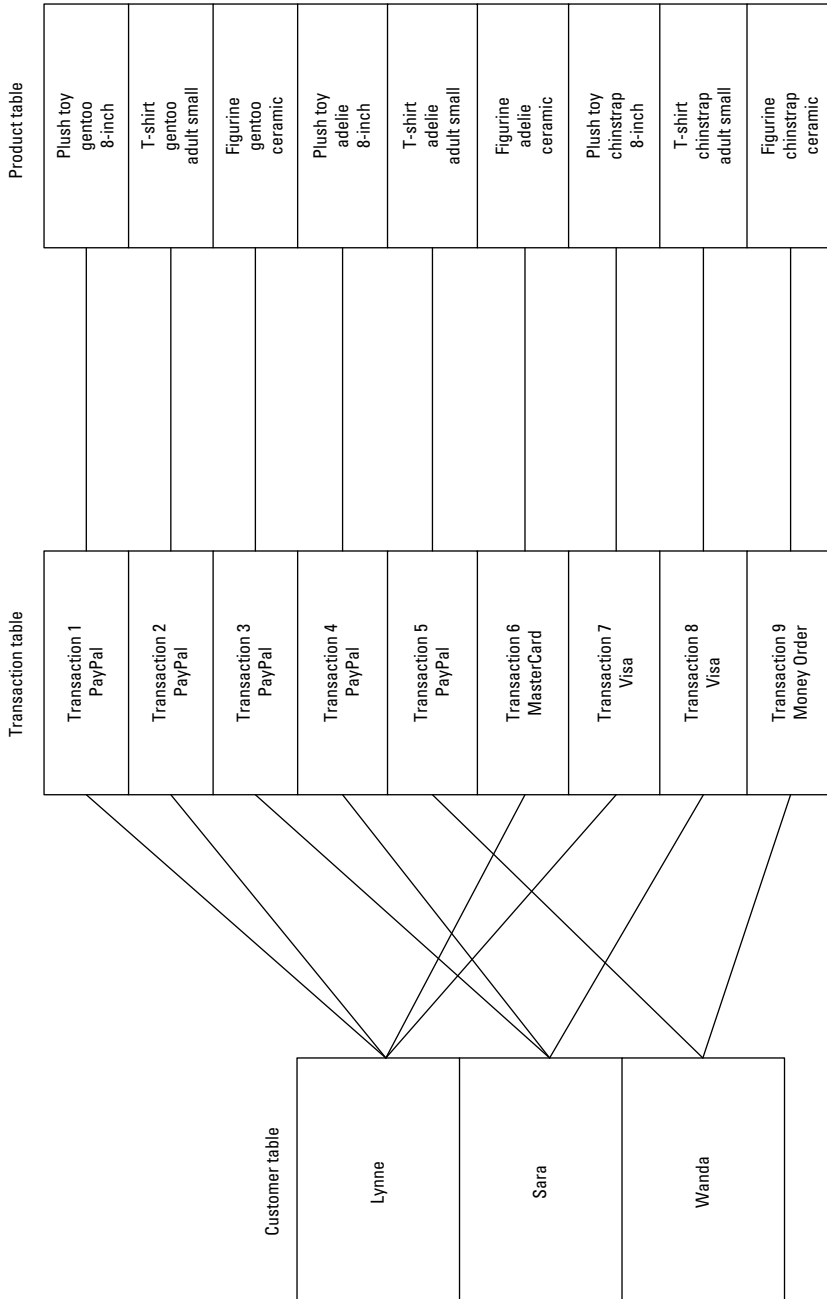 Customer table
Lynne
Sara
Wanda
Transaction table
Transaction 1
PayPal
Transaction 2
PayPal
Transaction 3
PayPal
Transaction 4
PayPal
Transaction 5
PayPal
Transaction 6
MasterCard
Transaction 7
Visa
Transaction 8
Visa
Transaction 9
Money Order
Product table
Plush toy
gentoo
8-inch
T-shirt
gentoo
adult small
Figurine
gentoo
ceramic
Plush toy
adelie
8-inch
T-shirt
adelie
adult small
Figurine
adelie
ceramic
Plush toy
chinstrap
8-inch
T-shirt
chinstrap
adult small
Figurine
chinstrap
ceramic